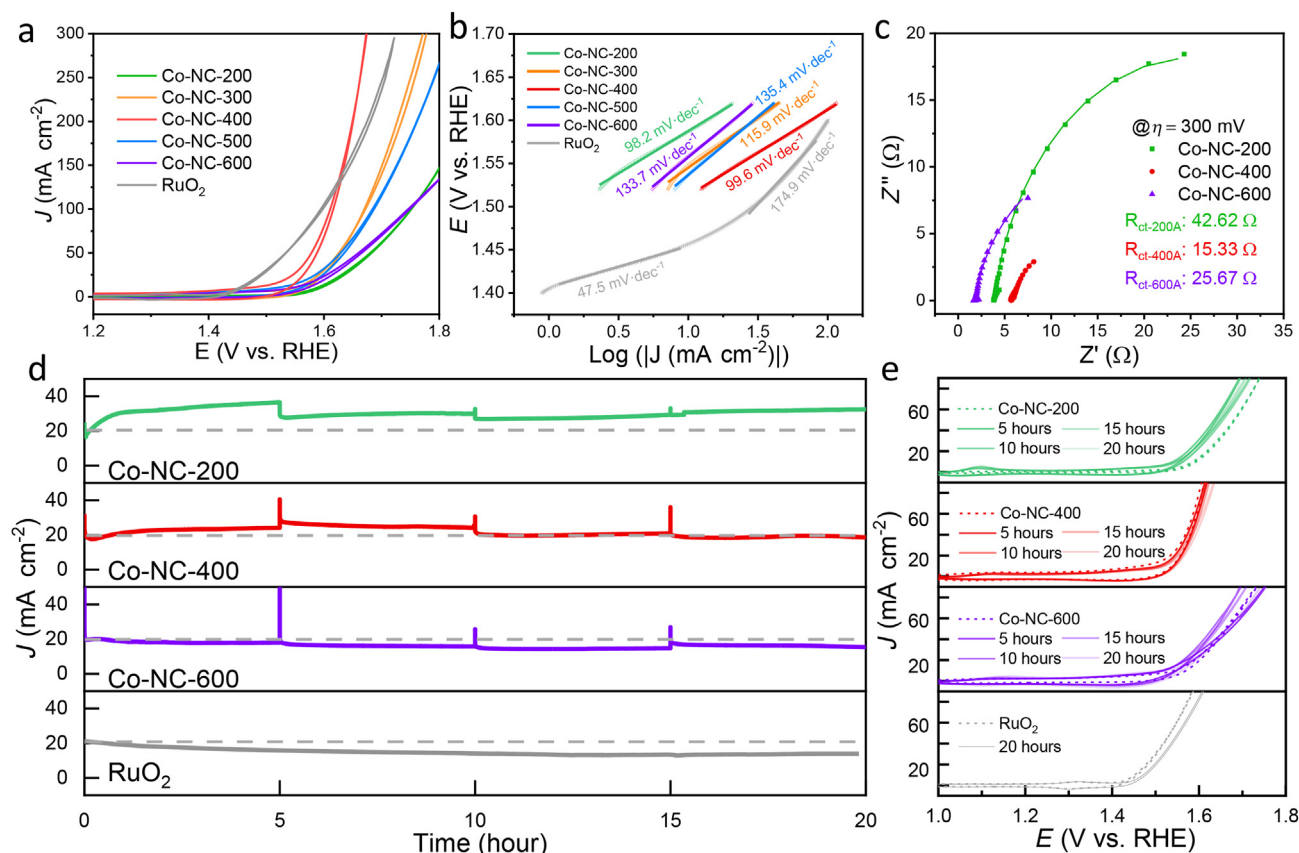 a
300
250
200
150
100
50
0
J (mA cm⁻²)
Co-NC-200
Co-NC-300
Co-NC-400
Co-NC-500
Co-NC-600
RuO₂
1.2 1.4 1.6 1.8
E (V vs. RHE)
b
1.70
1.65
1.60
1.55
1.50
1.45
1.40
E (V vs. RHE)
Co-NC-200
Co-NC-300
Co-NC-400
Co-NC-500
Co-NC-600
RuO₂
98.2 mV·dec⁻¹
133.7 mV·dec⁻¹
135.4 mV·dec⁻¹
115.9 mV·dec⁻¹
99.6 mV·dec⁻¹
174.9 mV·dec⁻¹
47.5 mV·dec⁻¹
0.0 0.5 1.0 1.5 2.0
Log (|J (mA cm⁻²)|)
c
20
15
10
5
0
Z'' (Ω)
@η = 300 mV
Co-NC-200
Co-NC-400
Co-NC-600
Rct-200A: 42.62 Ω
Rct-400A: 15.33 Ω
Rct-600A: 25.67 Ω
0 5 10 15 20 25 30 35
Z' (Ω)
d
J (mA cm⁻²)
40
20
0
Co-NC-200
40
20
0
Co-NC-400
40
20
0
Co-NC-600
40
20
0
RuO₂
0 5 10 15 20
Time (hour)
e
J (mA cm⁻²)
60
20
Co-NC-200
5 hours 15 hours
10 hours 20 hours
60
20
Co-NC-400
5 hours 15 hours
10 hours 20 hours
60
20
Co-NC-600
5 hours 15 hours
10 hours 20 hours
60
20
RuO₂
20 hours
1.0 1.2 1.4 1.6 1.8
E (V vs. RHE)